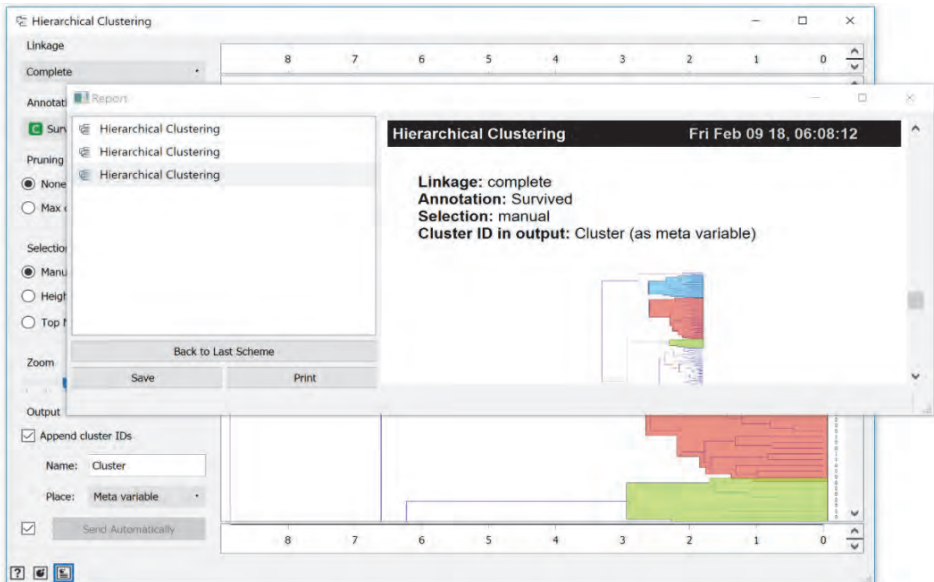 Hierarchical Clustering
Linkage
Complete
8 7 6 5 4 3 2 1 0
Annotat
C Surv
Pruning
None
Max
Selection
Manu
Heigh
Top
Zoom
Report
Hierarchical Clustering
Hierarchical Clustering
Hierarchical Clustering
Back to Last Scheme
Save Print
Hierarchical Clustering Fri Feb 09 18, 06:08:12
Linkage: complete
Annotation: Survived
Selection: manual
Cluster ID in output: Cluster (as meta variable)
Output
Append cluster IDs
Name: Cluster
Place: Meta variable
Send Automatically
8 7 6 5 4 3 2 1 0